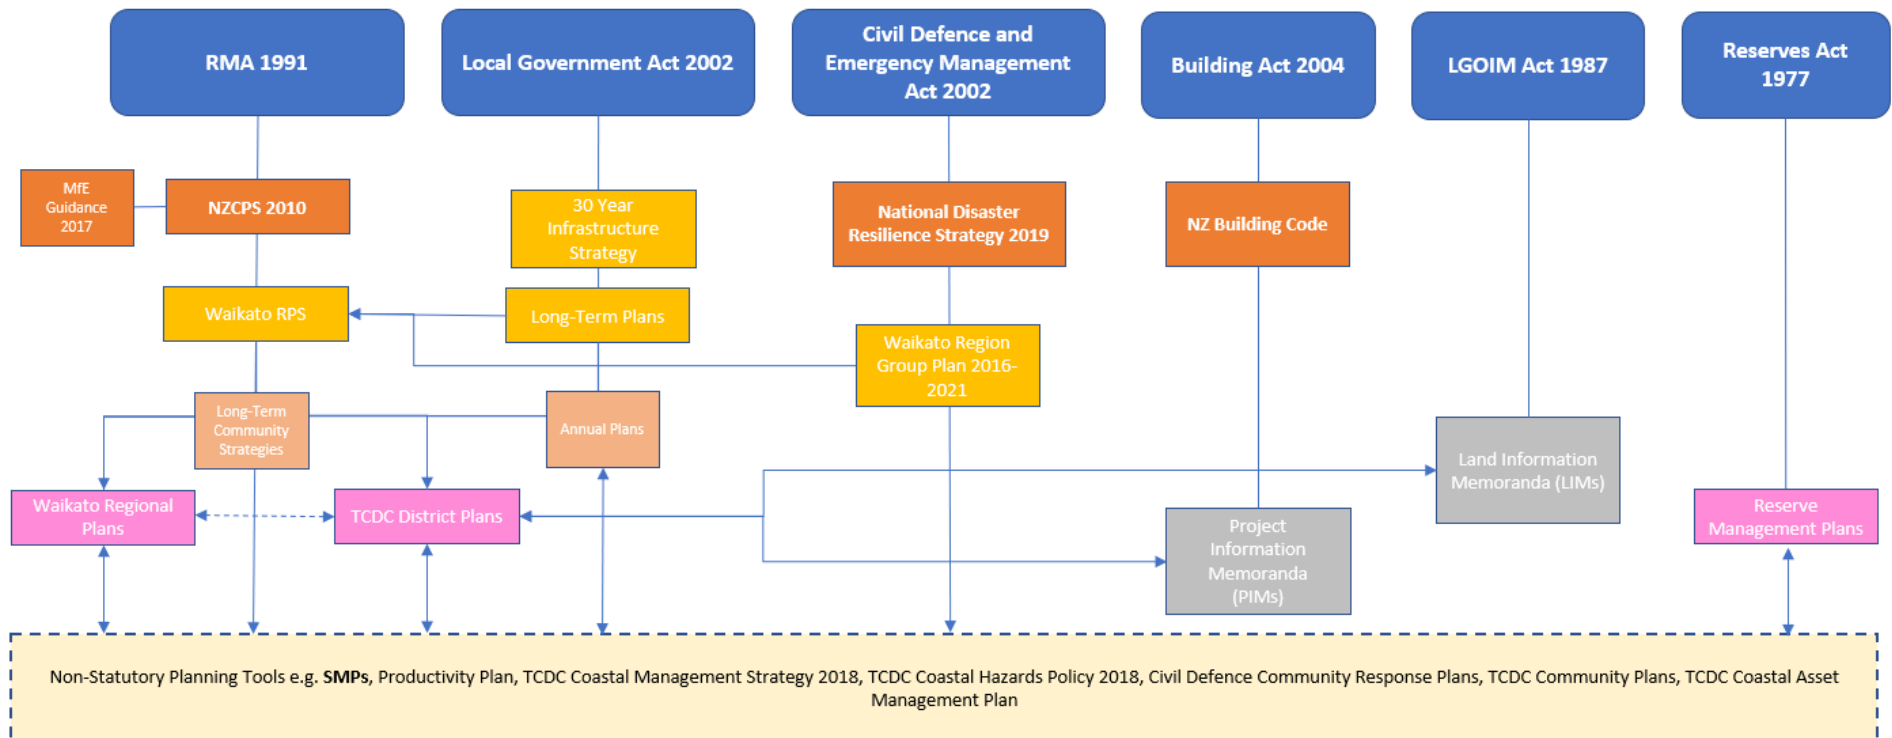 RMA 1991
Local Government Act 2002
Civil Defence and
Emergency Management
Act 2002
Building Act 2004
LGOIM Act 1987
Reserves Act
1977
MfE
Guidance
2017
NZCPS 2010
30 Year
Infrastructure
Strategy
National Disaster
Resilience Strategy 2019
NZ Building Code
Waikato RPS
Long-Term Plans
Waikato Region
Group Plan 2016-
2021
Long-Term
Community
Strategies
Annual Plans
Land Information
Memoranda (LIMs)
Waikato Regional
Plans
TCDC District Plans
Project
Information
Memoranda
(PIMs)
Reserve
Management Plans
Non-Statutory Planning Tools e.g. SMPs, Productivity Plan, TCDC Coastal Management Strategy 2018, TCDC Coastal Hazards Policy 2018, Civil Defence Community Response Plans, TCDC Community Plans, TCDC Coastal Asset
Management Plan